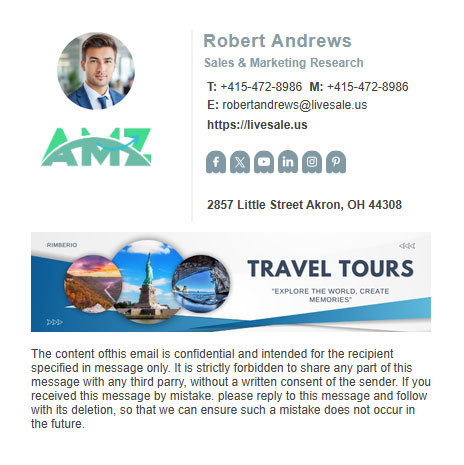 Robert Andrews
Sales & Marketing Research
T: +415-472-8986 M: +415-472-8986
E: robertandrews@livesale.us
https://livesale.us
AMZ
2857 Little Street Akron, OH 44308
RIMBERIO
TRAVEL TOURS
"EXPLORE THE WORLD, CREATE
MEMORIES"
The content ofthis email is confidential and intended for the recipient
specified in message only. It is strictly forbidden to share any part of this
message with any third parry, without a written consent of the sender. If you
received this message by mistake. please reply to this message and follow
with its deletion, so that we can ensure such a mistake does not occur in
the future.